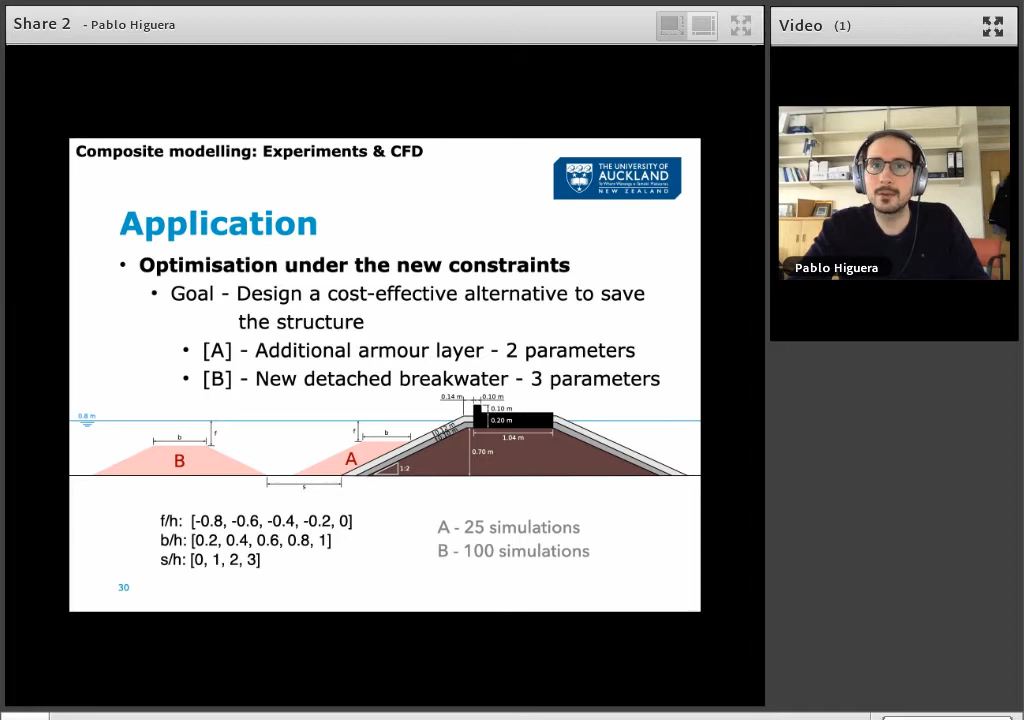 Share 2 - Pablo Higuera
Video (1)
Composite modelling: Experiments & CFD
THE UNIVERSITY OF
AUCKLAND
NEW ZEALAND
Application
• Optimisation under the new constraints
• Goal - Design a cost-effective alternative to save
the structure
• [A] - Additional armour layer - 2 parameters
• [B] - New detached breakwater - 3 parameters
0.14 m
0.10 m
0.10 m
0.8 m
0.20 m
b
f
f
b
1.04 m
B
A
0.70 m
1:2
s
f/h: [-0.8, -0.6, -0.4, -0.2, 0]
b/h: [0.2, 0.4, 0.6, 0.8, 1]
s/h: [0, 1, 2, 3]
A - 25 simulations
B - 100 simulations
30
Pablo Higuera